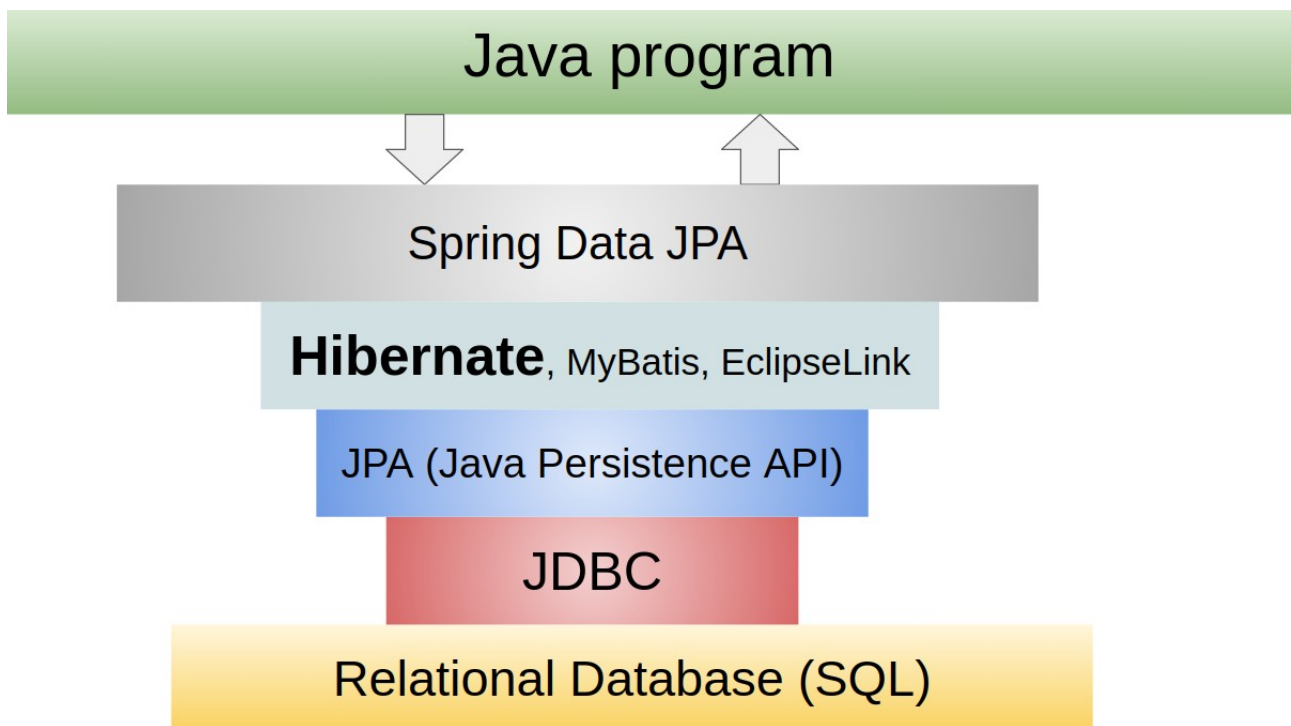 Java program
Spring Data JPA
Hibernate, MyBatis, EclipseLink
JPA (Java Persistence API)
JDBC
Relational Database (SQL)